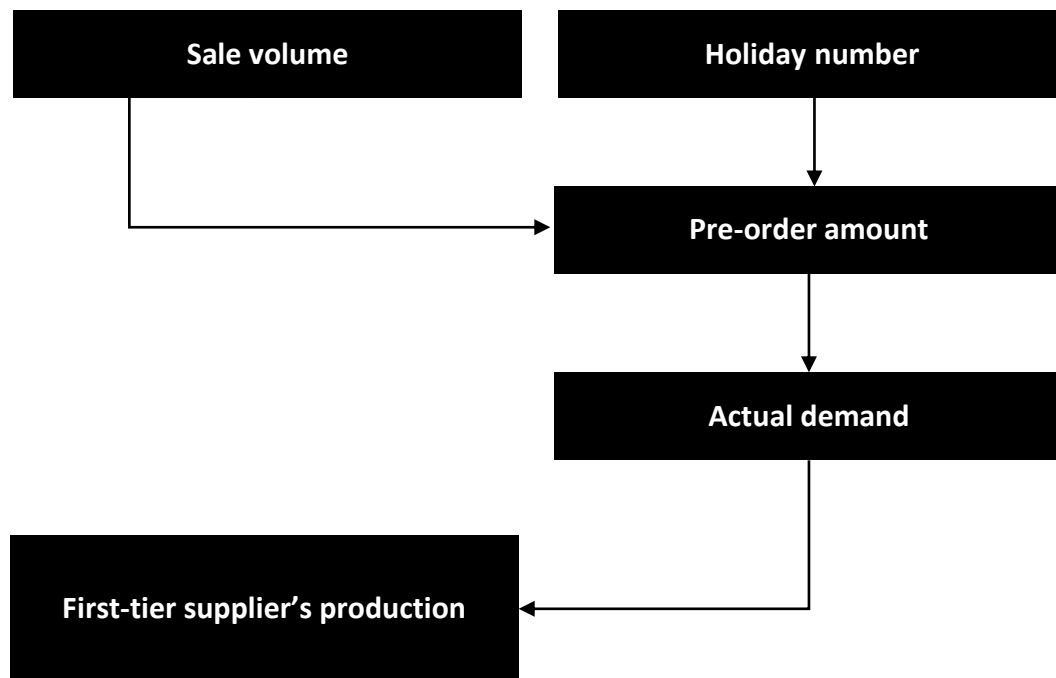 Sale volume
Holiday number
Pre-order amount
Actual demand
First-tier supplier’s production